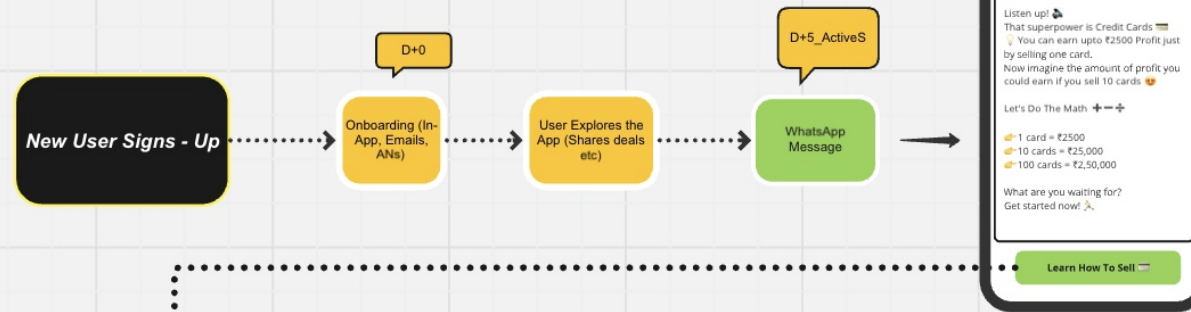 New User Signs - Up
D+0
Onboarding (In-
App, Emails,
ANs)
User Explores the
App (Shares deals
etc)
D+5_ActiveS
WhatsApp
Message
Listen up! 🔊
That superpower is Credit Cards 💳
💡 You can earn upto ₹2500 Profit just
by selling one card.
Now imagine the amount of profit you
could earn if you sell 10 cards 😍
Let's Do The Math ➕➖➗
👉1 card = ₹2500
👉10 cards = ₹25,000
👉100 cards = ₹2,50,000
What are you waiting for?
Get started now! 🏃
Learn How To Sell 💳